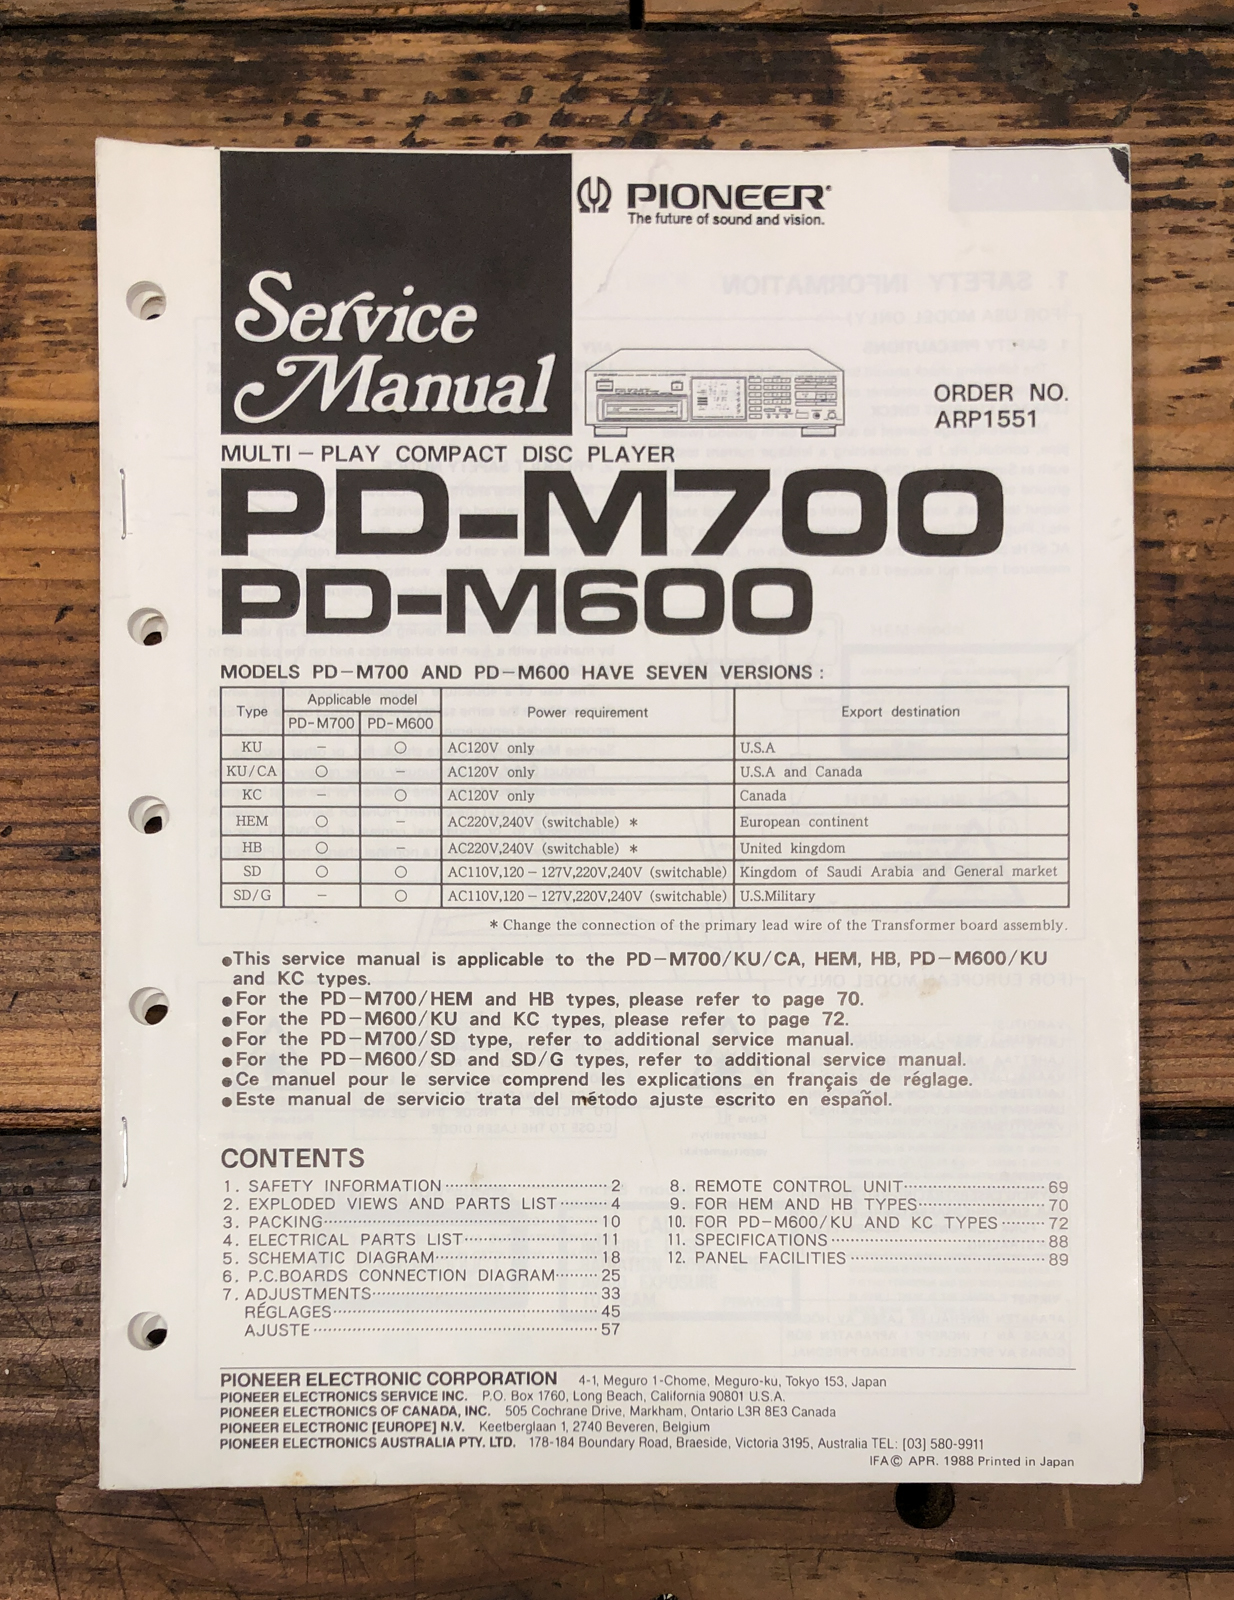 PIONEER
The future of sound and vision.
Service
Manual
ORDER NO.
ARP1551
MULTI-PLAY COMPACT DISC PLAYER
PD-M700
PD-M600
MODELS PD-M700 AND PD-M600 HAVE SEVEN VERSIONS :
Type Applicable model Power requirement Export destination
PD-M700 PD-M600
KU – ○ AC120V only U.S.A
KU/CA ○ – AC120V only U.S.A and Canada
KC – ○ AC120V only Canada
HEM ○ – AC220V,240V (switchable) * European continent
HB ○ – AC220V,240V (switchable) * United kingdom
SD ○ ○ AC110V,120-127V,220V,240V (switchable) Kingdom of Saudi Arabia and General market
SD/G – ○ AC110V,120-127V,220V,240V (switchable) U.S.Military
* Change the connection of the primary lead wire of the Transformer board assembly.
●This service manual is applicable to the PD-M700/KU/CA, HEM, HB, PD-M600/KU
and KC types.
●For the PD-M700/HEM and HB types, please refer to page 70.
●For the PD-M600/KU and KC types, please refer to page 72.
●For the PD-M700/SD type, refer to additional service manual.
●For the PD-M600/SD and SD/G types, refer to additional service manual.
●Ce manuel pour le service comprend les explications en français de réglage.
●Este manual de servicio trata del método ajuste escrito en español.
CONTENTS
1. SAFETY INFORMATION 2
2. EXPLODED VIEWS AND PARTS LIST 4
3. PACKING 10
4. ELECTRICAL PARTS LIST 11
5. SCHEMATIC DIAGRAM 18
6. P.C.BOARDS CONNECTION DIAGRAM 25
7. ADJUSTMENTS 33
RÉGLAGES 45
AJUSTE 57
8. REMOTE CONTROL UNIT 69
9. FOR HEM AND HB TYPES 70
10. FOR PD-M600/KU AND KC TYPES 72
11. SPECIFICATIONS 88
12. PANEL FACILITIES 89
PIONEER ELECTRONIC CORPORATION 4-1, Meguro 1-Chome, Meguro-ku, Tokyo 153, Japan
PIONEER ELECTRONICS SERVICE INC. P.O. Box 1760, Long Beach, California 90801 U.S.A.
PIONEER ELECTRONICS OF CANADA, INC. 505 Cochrane Drive, Markham, Ontario L3R 8E3 Canada
PIONEER ELECTRONIC [EUROPE] N.V. Keetberglaan 1, 2740 Beveren, Belgium
PIONEER ELECTRONICS AUSTRALIA PTY. LTD. 178-184 Boundary Road, Braeside, Victoria 3195, Australia TEL: [03] 580-9911
IFA© APR. 1988 Printed in Japan